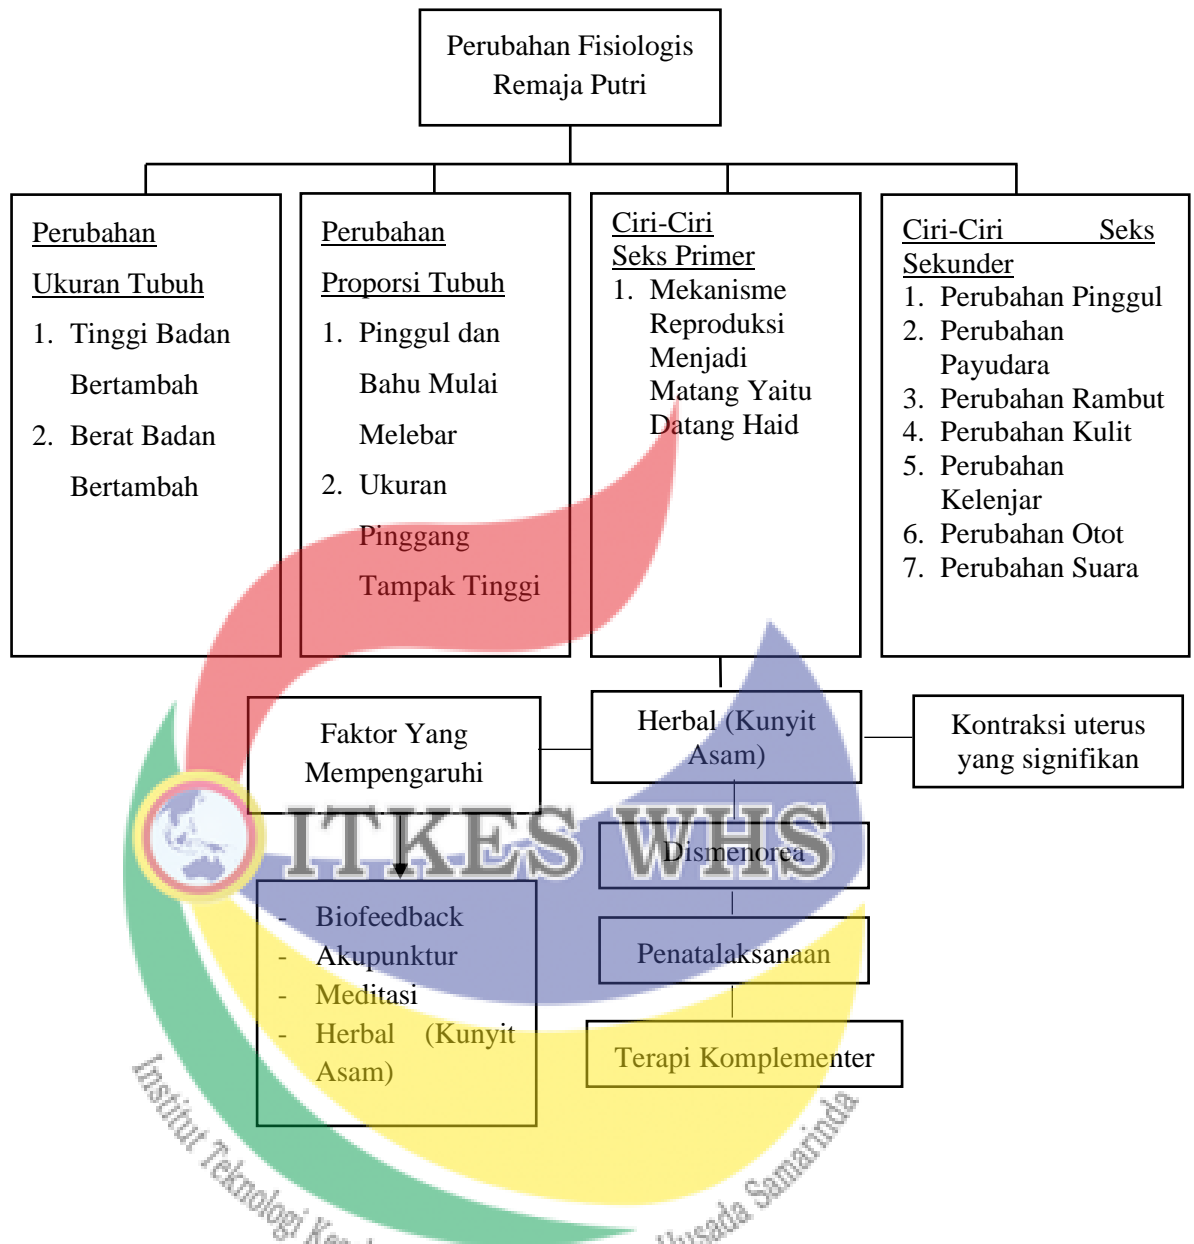 Perubahan Fisiologis
Remaja Putri
Perubahan
Ukuran Tubuh
1. Tinggi Badan
Bertambah
2. Berat Badan
Bertambah
Perubahan
Proporsi Tubuh
1. Pinggul dan
Bahu Mulai
Melebar
2. Ukuran
Pinggang
Tampak Tinggi
Ciri-Ciri
Seks Primer
1. Mekanisme
Reproduksi
Menjadi
Matang Yaitu
Datang Haid
Ciri-Ciri Seks
Sekunder
1. Perubahan Pinggul
2. Perubahan
Payudara
3. Perubahan Rambut
4. Perubahan Kulit
5. Perubahan
Kelenjar
6. Perubahan Otot
7. Perubahan Suara
Faktor Yang
Mempengaruhi
Herbal (Kunyit
Asam)
Kontraksi uterus
yang signifikan
ITKES WHS
Dismenorea
- Biofeedback
- Akupunktur
- Meditasi
- Herbal (Kunyit
Asam)
Penatalaksanaan
Terapi Komplementer
Institut Teknologi
Husada Samarinda